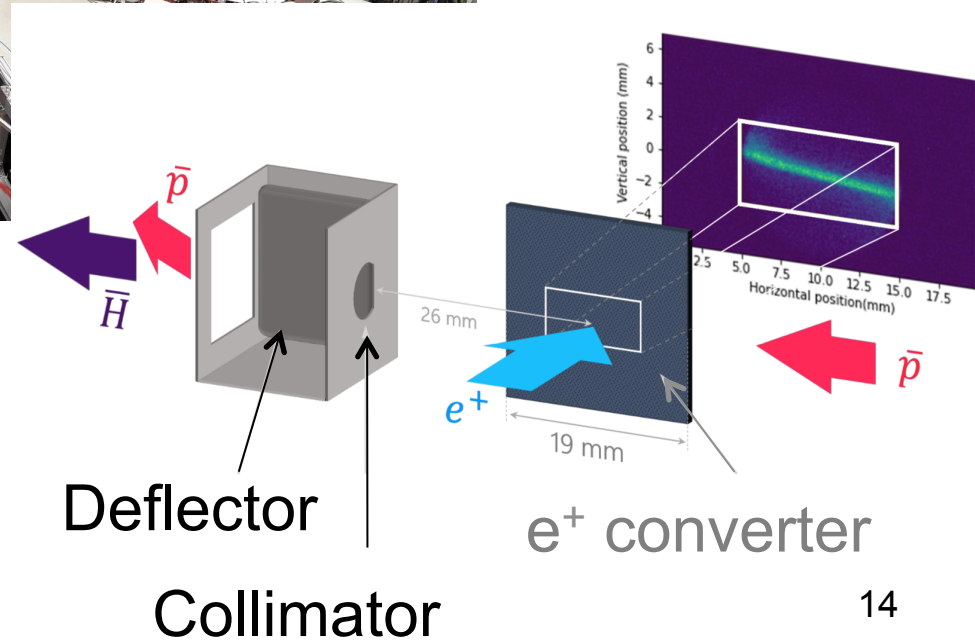 6
4
2
0
−2
−4
Vertical position (mm)
2.5 5.0 7.5 10.0 12.5 15.0 17.5
Horizontal position(mm)
p̅
H̅
26 mm
e⁺
p̅
19 mm
Deflector
e⁺ converter
Collimator
14